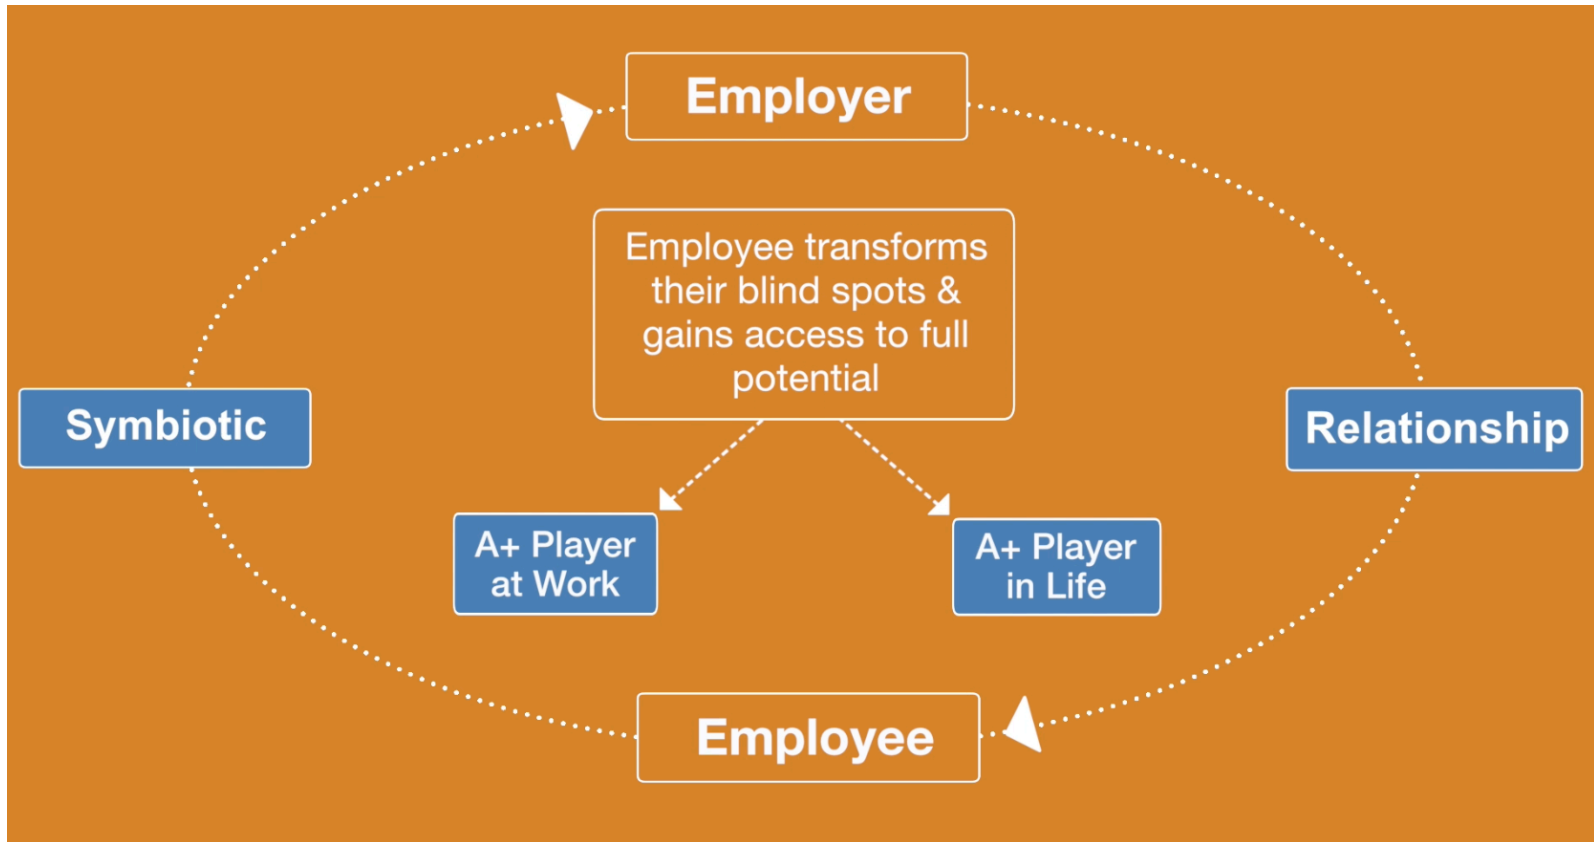 Employer
Employee transforms
their blind spots &
gains access to full
potential
Symbiotic
Relationship
A+ Player
at Work
A+ Player
in Life
Employee